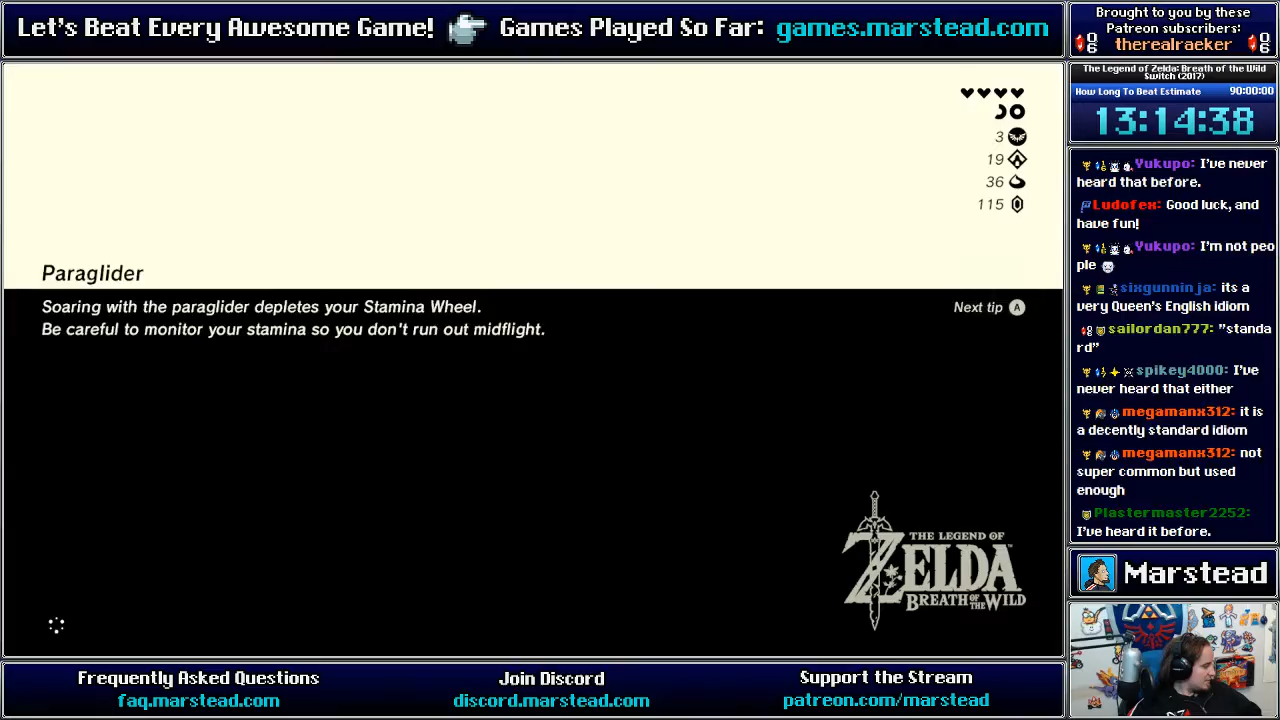 Let's Beat Every Awesome Game!
Games Played So Far: games.marstead.com
Brought to you by these
Patreon subscribers:
therealraeker
The Legend of Zelda: Breath of the Wild
Switch (2017)
How Long To Beat Estimate 90:00:00
13:14:38
3
19
36
115
Paraglider
Soaring with the paraglider depletes your Stamina Wheel.
Be careful to monitor your stamina so you don't run out midflight.
Next tip A
THE LEGEND OF
ZELDA
BREATH OF THE WILD
Yukupo: I've never
heard that before.
Ludofex: Good luck, and
have fun!
Yukupo: I'm not peo
ple
sixgunninja: its a
very Queen's English idiom
sailordan777: "standa
rd"
spikey4000: I've
never heard that either
megamanx312: it is
a decently standard idiom
megamanx312: not
super common but used
enough
Plastermaster2252:
I've heard it before.
Marstead
Frequently Asked Questions
faq.marstead.com
Join Discord
discord.marstead.com
Support the Stream
patreon.com/marstead